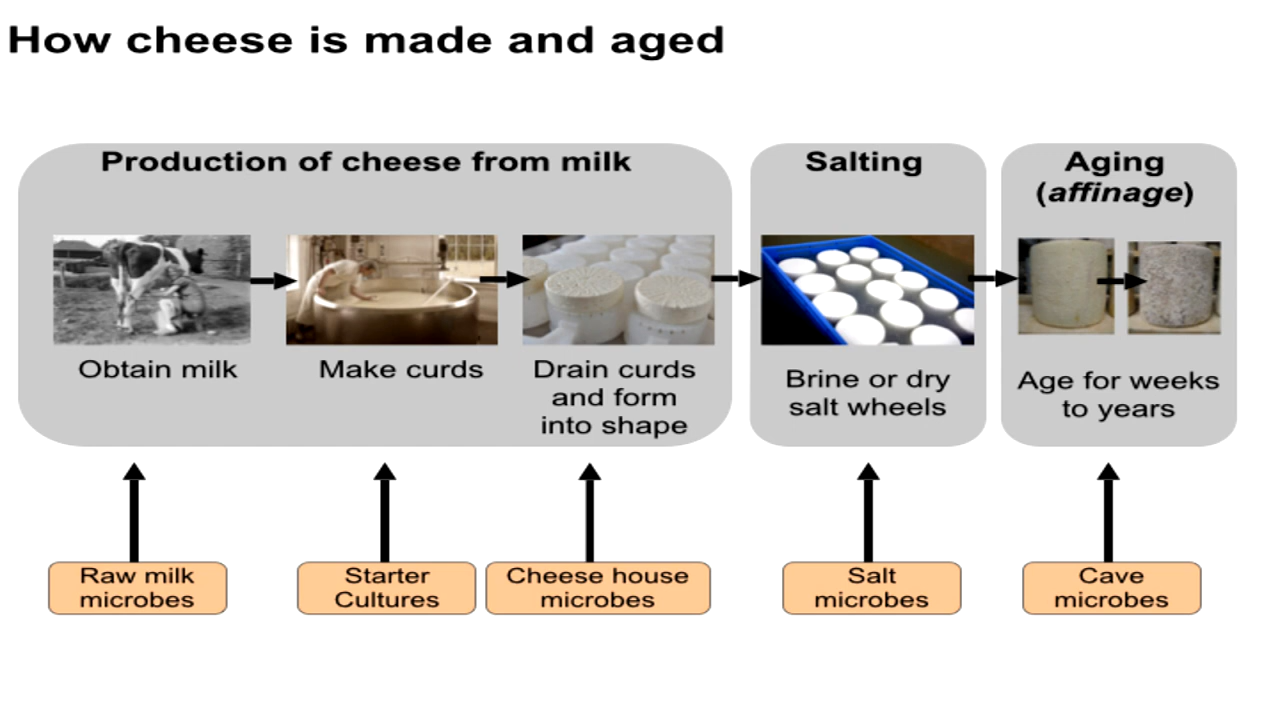 How cheese is made and aged
Production of cheese from milk
Obtain milk
Make curds
Drain curds
and form
into shape
Salting
Brine or dry
salt wheels
Aging
(affinage)
Age for weeks
to years
Raw milk
microbes
Starter
Cultures
Cheese house
microbes
Salt
microbes
Cave
microbes